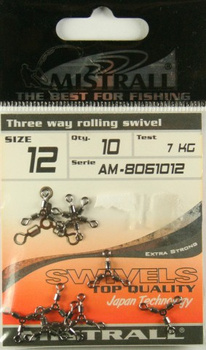 MISTRALL
THE BEST FOR FISHING
Three way rolling swivel
SIZE Qty. Test
12 10 7 KG
Serie AM-8061012
EXTRA STRONG
SWIVELS
TOP QUALITY
Japan Technology
MISTRALL